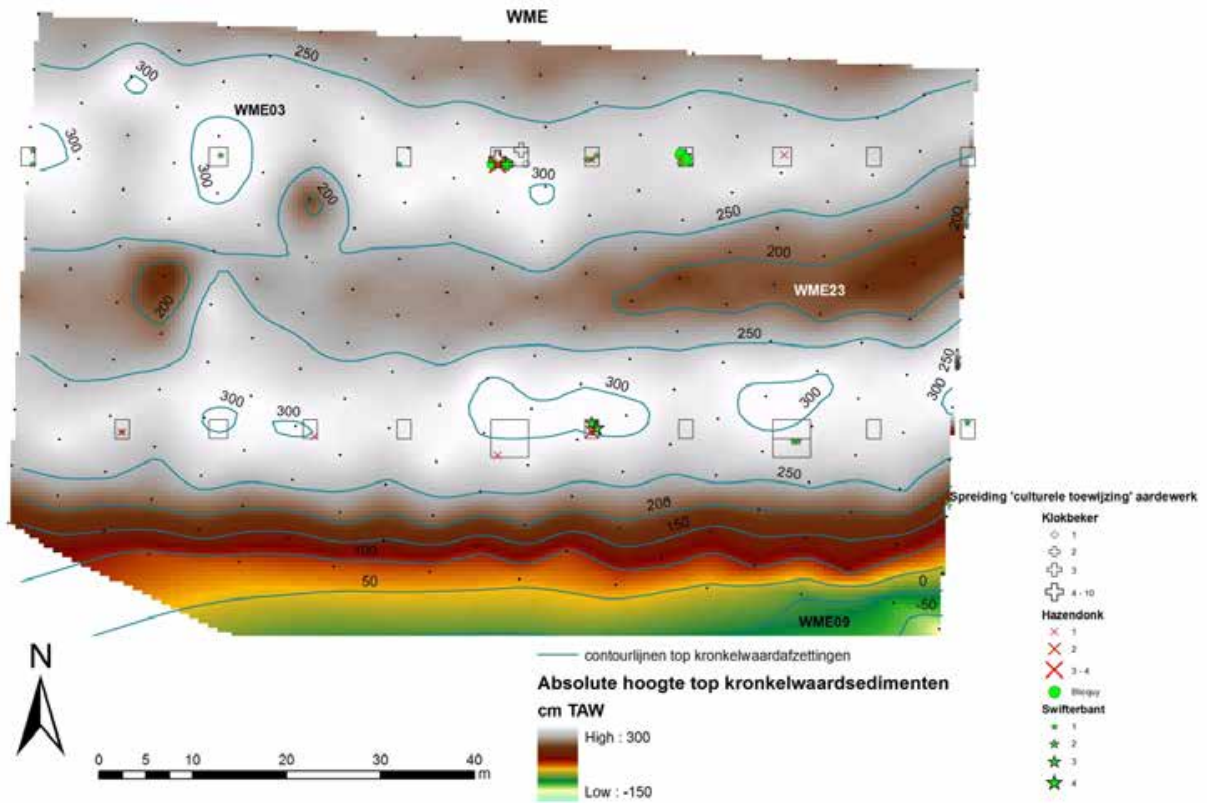 WME
250
300
WME03
300
300
300
200
250
200
200
WME23
200
250
250
300
300
300
300
300
250
200
150
100
50
0
-50
WME09
Spreiding 'culturele toewijzing' aardewerk
Klokbeker
1
2
3
4 - 10
Hazendonk
1
2
3 - 4
Blicquy
Swifterbant
1
2
3
4
N
contourlijnen top kronkelwaardafzettingen
Absolute hoogte top kronkelwaardsedimenten
cm TAW
High : 300
Low : -150
0 5 10 20 30 40
m